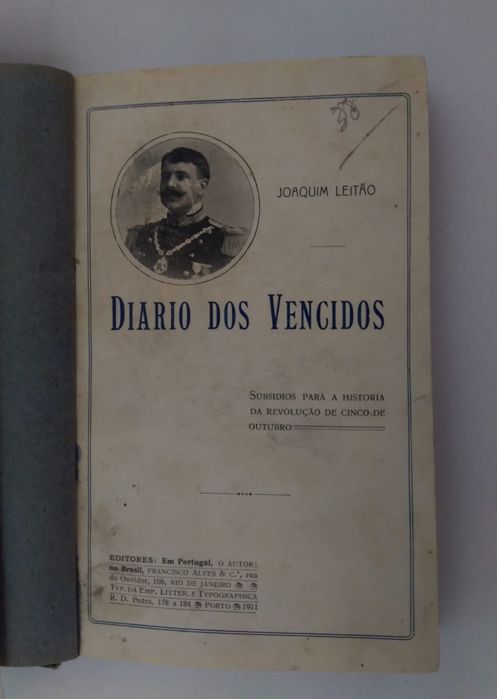 JOAQUIM LEITÃO
DIARIO DOS VENCIDOS
SUBSIDIOS PARA A HISTORIA
DA REVOLUÇÃO DE CINCO DE
OUTUBRO
EDITORES: Em Portugal, O AUTOR;
no Brasil, FRANCISCO ALVES & C.ª, rua
do Ouvidor, 166, RIO DE JANEIRO
TYP. DA EMP. LITTER. E TYPOGRAPHICA
R. D. Pedro, 178 a 184 PORTO 1911